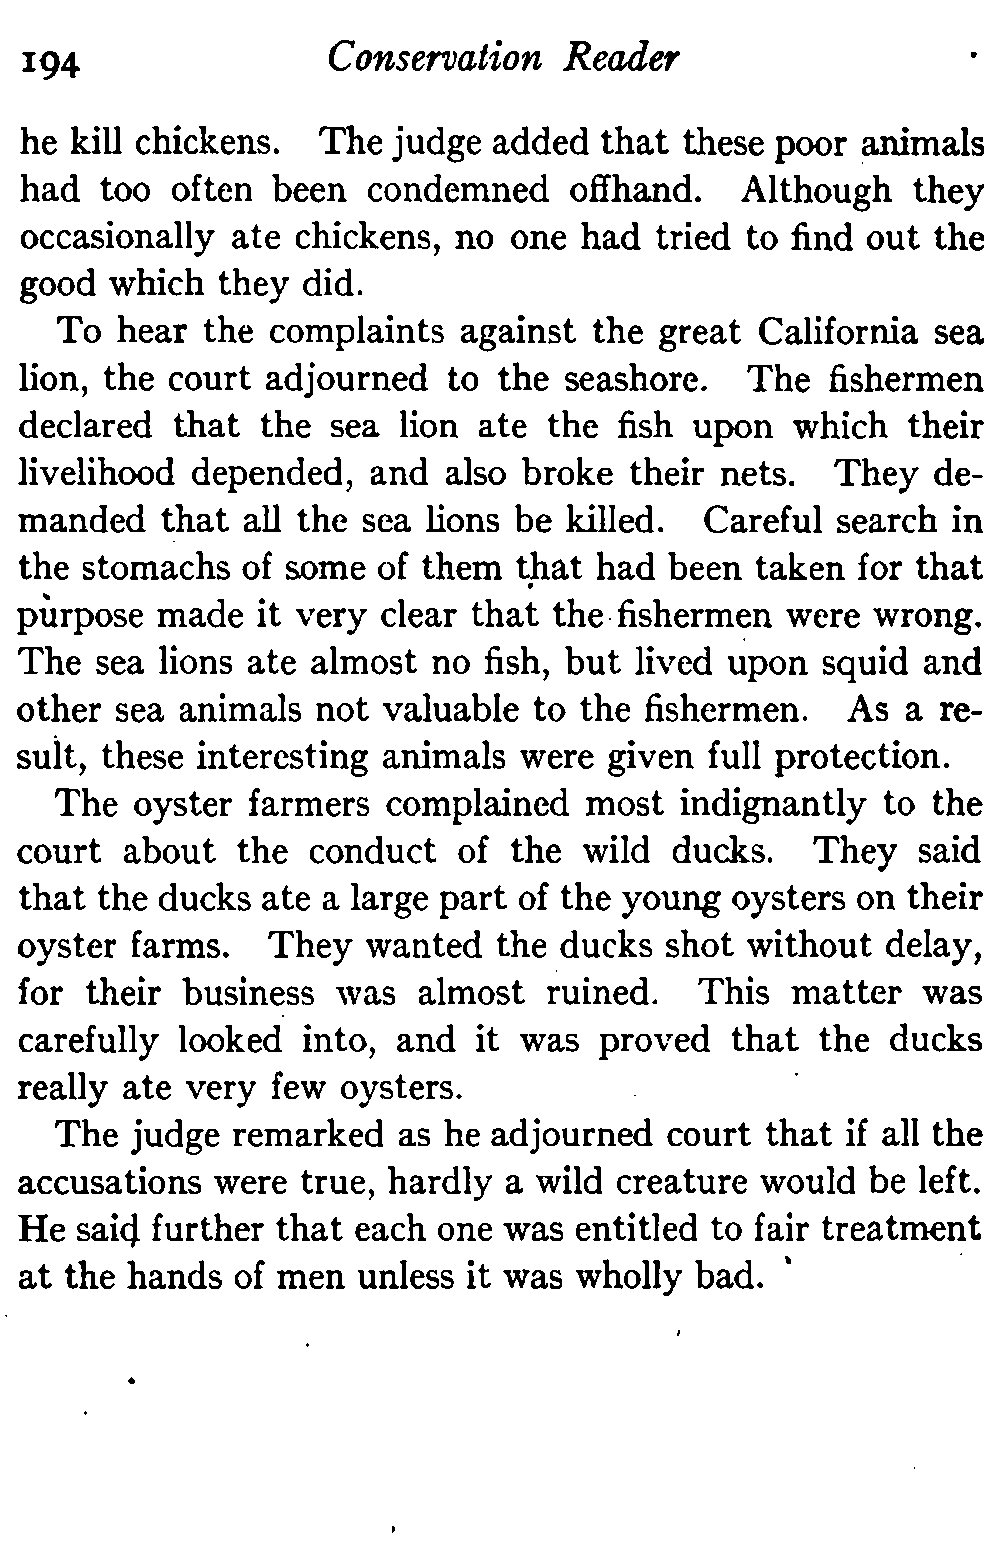 194 Conservation Reader
he kill chickens. The judge added that these poor animals
had too often been condemned offhand. Although they
occasionally ate chickens, no one had tried to find out the
good which they did.
To hear the complaints against the great California sea
lion, the court adjourned to the seashore. The fishermen
declared that the sea lion ate the fish upon which their
livelihood depended, and also broke their nets. They de-
manded that all the sea lions be killed. Careful search in
the stomachs of some of them that had been taken for that
purpose made it very clear that the fishermen were wrong.
The sea lions ate almost no fish, but lived upon squid and
other sea animals not valuable to the fishermen. As a re-
sult, these interesting animals were given full protection.
The oyster farmers complained most indignantly to the
court about the conduct of the wild ducks. They said
that the ducks ate a large part of the young oysters on their
oyster farms. They wanted the ducks shot without delay,
for their business was almost ruined. This matter was
carefully looked into, and it was proved that the ducks
really ate very few oysters.
The judge remarked as he adjourned court that if all the
accusations were true, hardly a wild creature would be left.
He said further that each one was entitled to fair treatment
at the hands of men unless it was wholly bad.